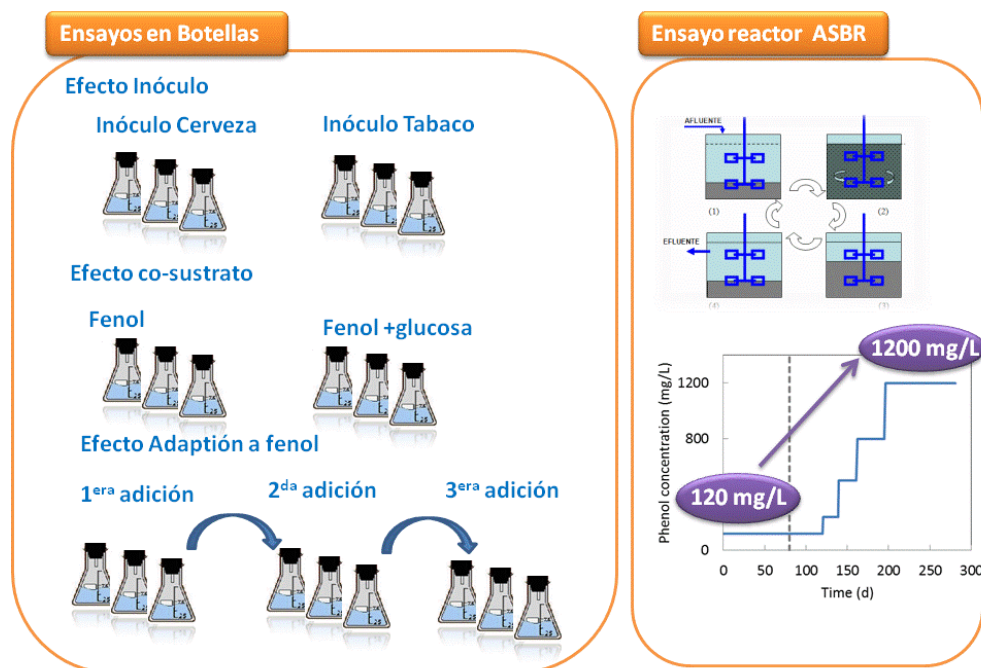 Ensayos en Botellas
Efecto Inóculo
Inóculo Cerveza
Inóculo Tabaco
Efecto co-sustrato
Fenol
Fenol +glucosa
Efecto Adaptión a fenol
1era adición
2da adición
3era adición
Ensayo reactor ASBR
AFLUENTE
(1)
(2)
EFLUENTE
(4)
(3)
1200 mg/L
120 mg/L
Phenol concentration (mg/L)
1200
800
400
0
0
50
100
150
200
250
300
Time (d)